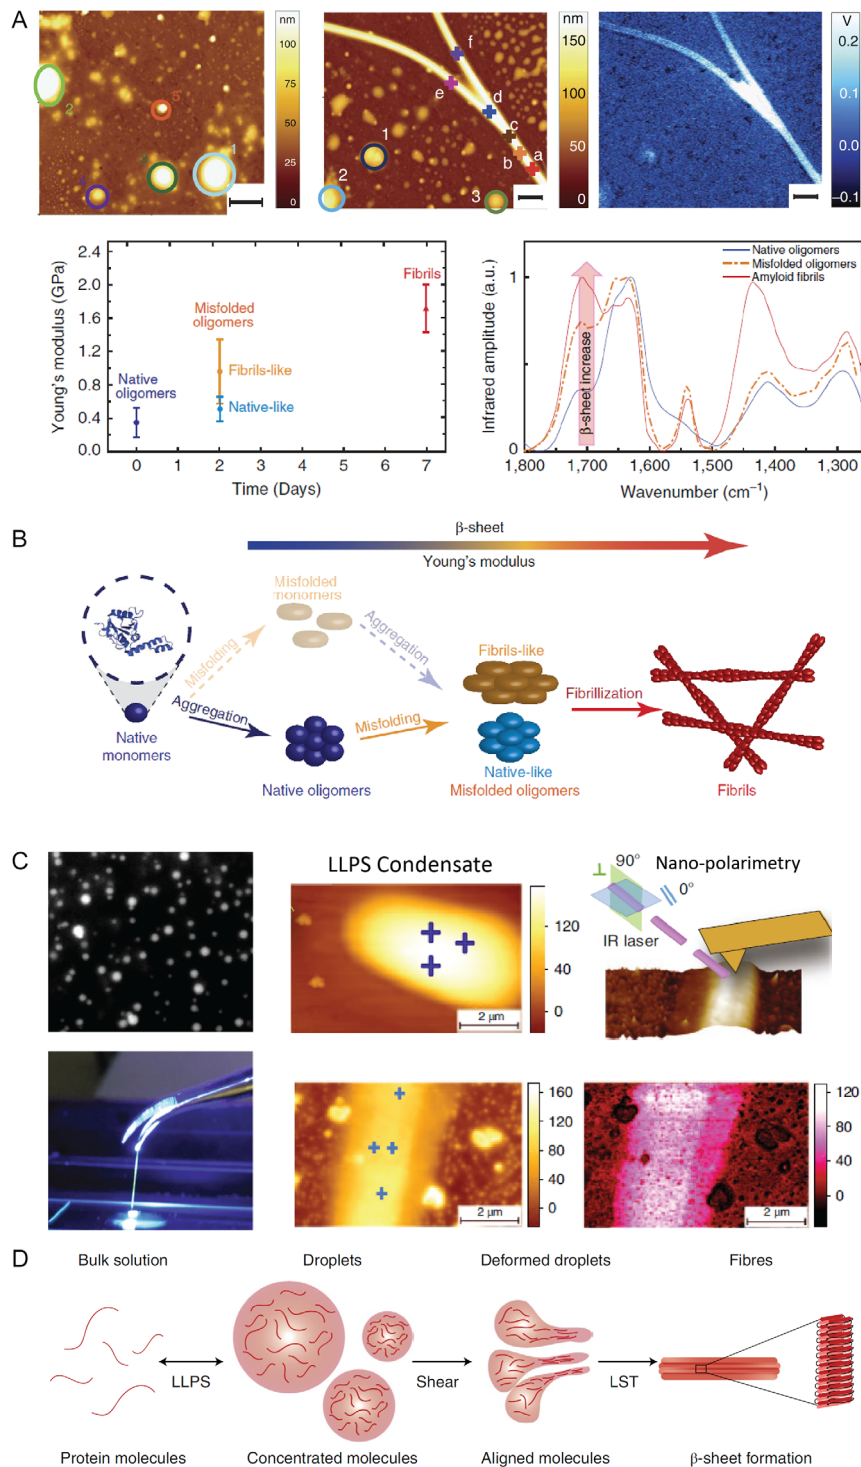 A
nm
100
75
50
25
0
1
2
5
nm
150
100
50
0
f
e
d
c
b
a
1
2
3
V
0.2
0.1
0.0
−0.1
Young's modulus (GPa)
2.4
2.0
1.6
1.2
0.8
0.4
0.0
Native
oligomers
Misfolded
oligomers
Fibrils-like
Native-like
Fibrils
0 1 2 3 4 5 6 7
Time (Days)
Infrared amplitude (a.u.)
1
0
Native oligomers
Misfolded oligomers
Amyloid fibrils
β-sheet increase
1,800 1,700 1,600 1,500 1,400 1,300
Wavenumber (cm⁻¹)
B
β-sheet
Young's modulus
Misfolded
monomers
Misfolding
Aggregation
Aggregation
Native
monomers
Native oligomers
Misfolding
Fibrils-like
Native-like
Misfolded oligomers
Fibrillization
Fibrils
C
LLPS Condensate
120
40
0
2 μm
Nano-polarimetry
90°
⊥
0°
IR laser
160
120
80
40
0
2 μm
120
80
40
0
2 μm
D
Bulk solution Droplets Deformed droplets Fibres
LLPS Shear LST
Protein molecules Concentrated molecules Aligned molecules β-sheet formation